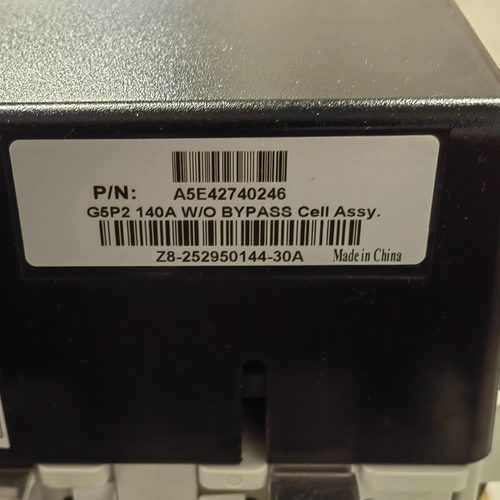 P/N: A5E42740246
G5P2 140A W/O BYPASS Cell Assy.
Z8-252950144-30A Made in China